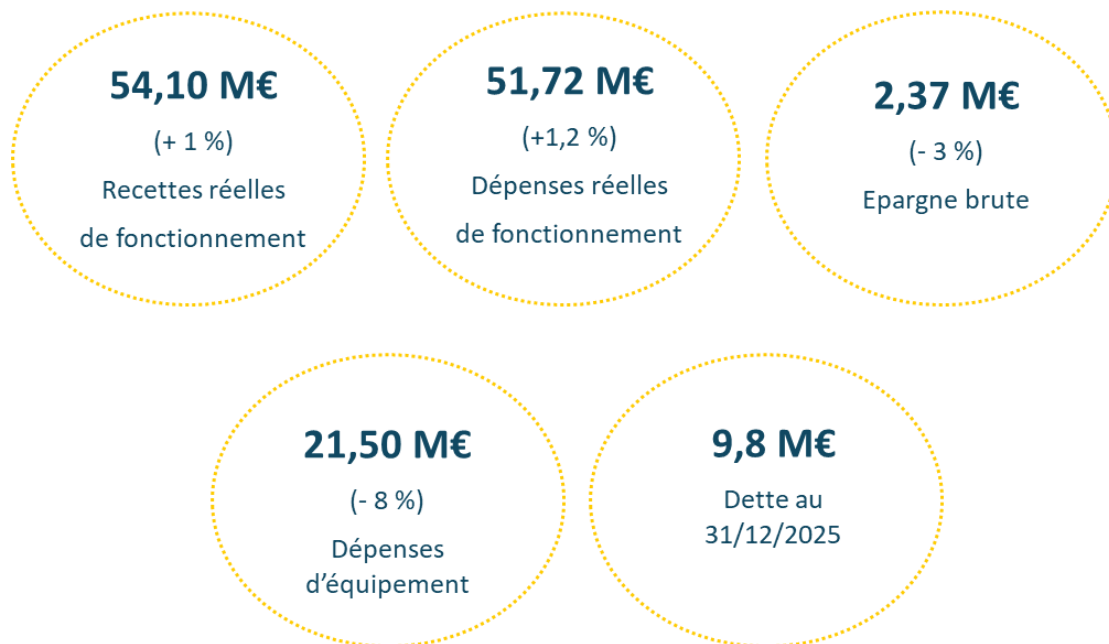 54,10 M€
(+ 1 %)
Recettes réelles
de fonctionnement
51,72 M€
(+1,2 %)
Dépenses réelles
de fonctionnement
2,37 M€
(- 3 %)
Epargne brute
21,50 M€
(- 8 %)
Dépenses
d’équipement
9,8 M€
Dette au
31/12/2025